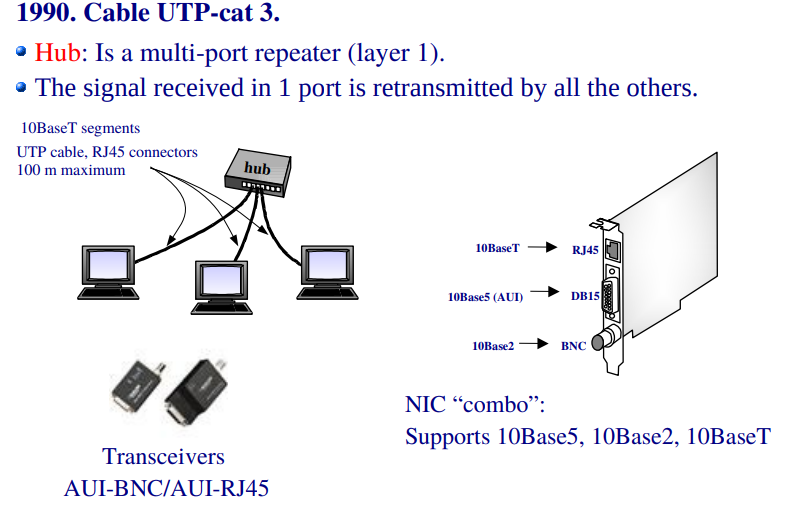 1990. Cable UTP-cat 3.
Hub: Is a multi-port repeater (layer 1).
The signal received in 1 port is retransmitted by all the others.
10BaseT segments
UTP cable, RJ45 connectors
100 m maximum
hub
10BaseT
RJ45
10Base5 (AUI)
DB15
10Base2
BNC
NIC “combo”:
Supports 10Base5, 10Base2, 10BaseT
Transceivers
AUI-BNC/AUI-RJ45